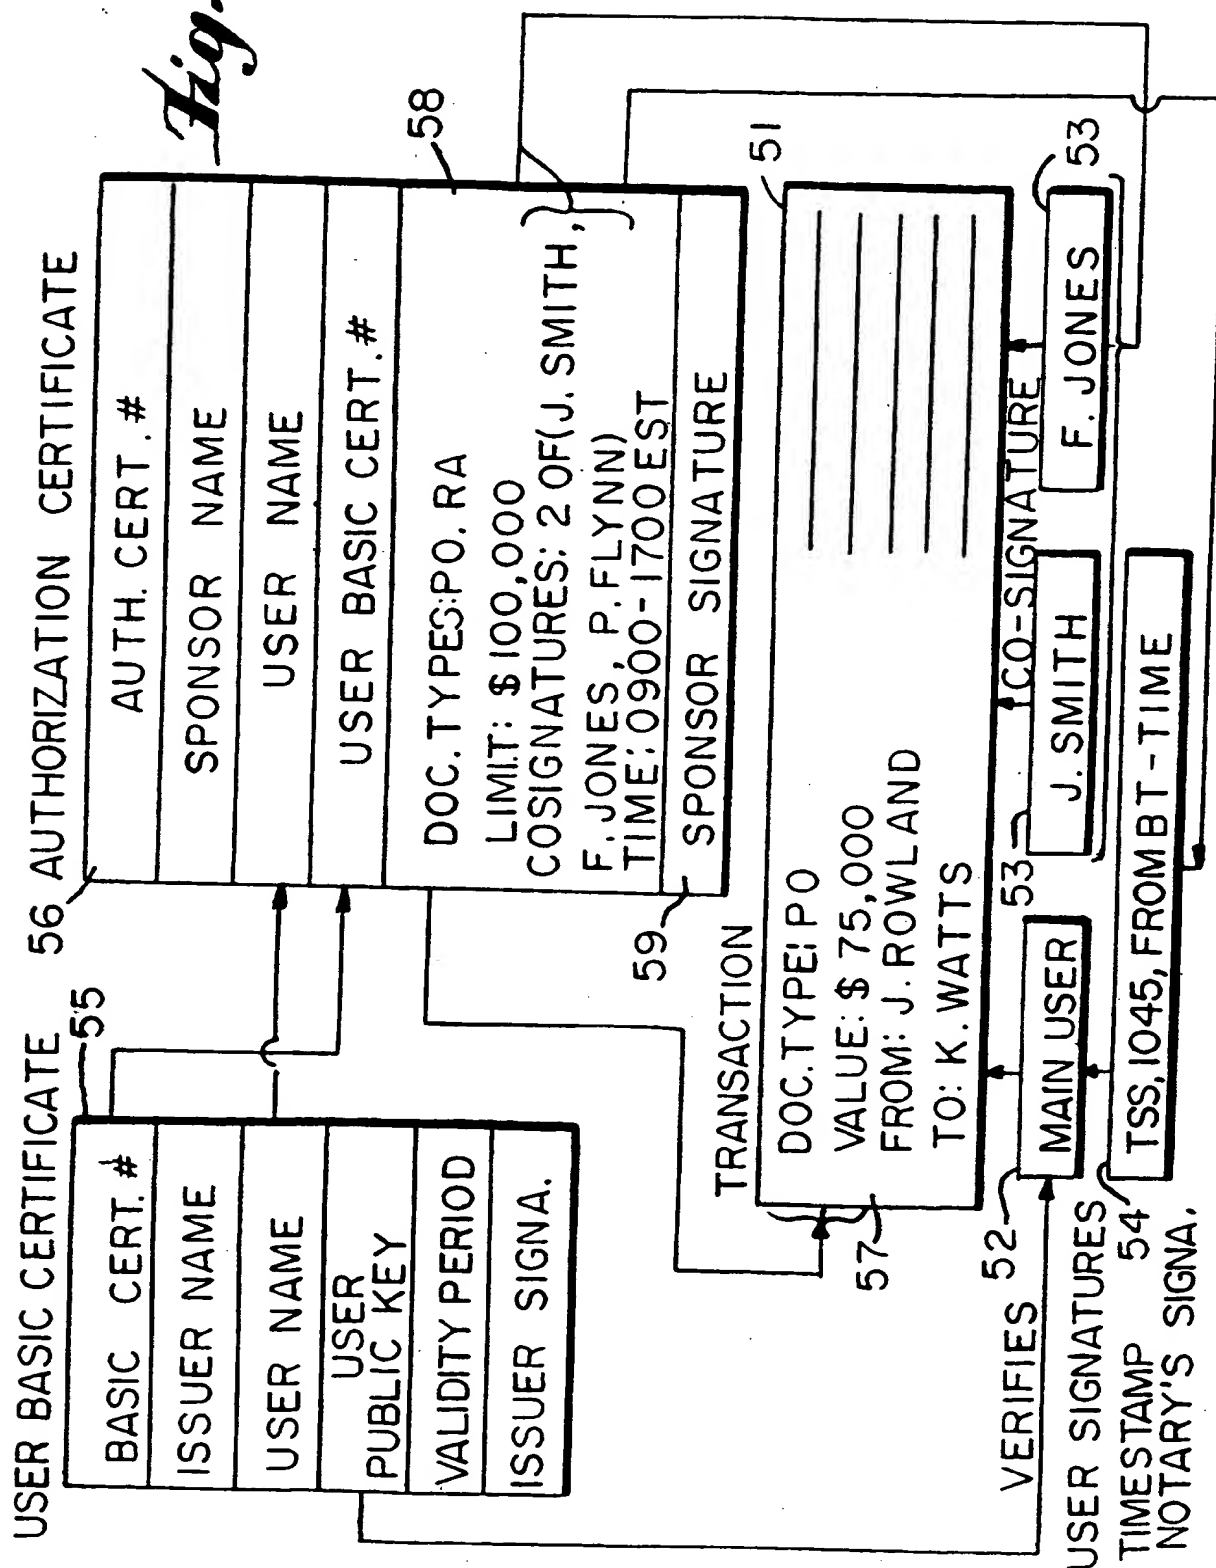 Fig.
USER BASIC CERTIFICATE
55
BASIC CERT.#
ISSUER NAME
USER NAME
USER
PUBLIC KEY
VALIDITY PERIOD
ISSUER SIGNA.
56 AUTHORIZATION CERTIFICATE
AUTH. CERT.#
SPONSOR NAME
USER NAME
USER BASIC CERT.#
58
DOC.TYPES:PO.RA
LIMIT: $100,000
COSIGNATURES: 2 OF(J. SMITH,
F. JONES, P. FLYNN)
TIME: 0900-1700 EST
59
SPONSOR SIGNATURE
TRANSACTION
51
DOC.TYPE: PO
VALUE: $75,000
FROM: J. ROWLAND
TO: K. WATTS
57
VERIFIES
52
CO-SIGNATURE
53
53
USER SIGNATURES
MAIN USER
J. SMITH
F. JONES
TIMESTAMP
NOTARY'S SIGNA.
54
TSS, 1045, FROM BT-TIME